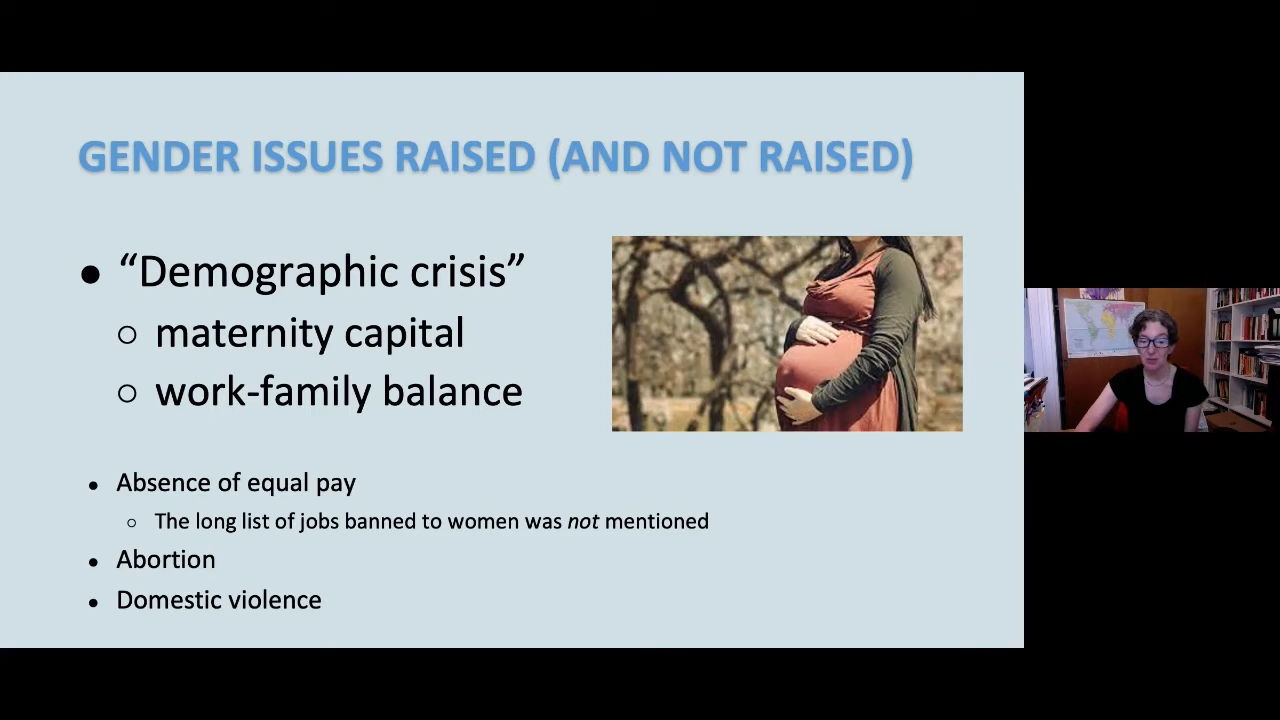 GENDER ISSUES RAISED (AND NOT RAISED)
● “Demographic crisis”
○ maternity capital
○ work-family balance
● Absence of equal pay
○ The long list of jobs banned to women was not mentioned
● Abortion
● Domestic violence